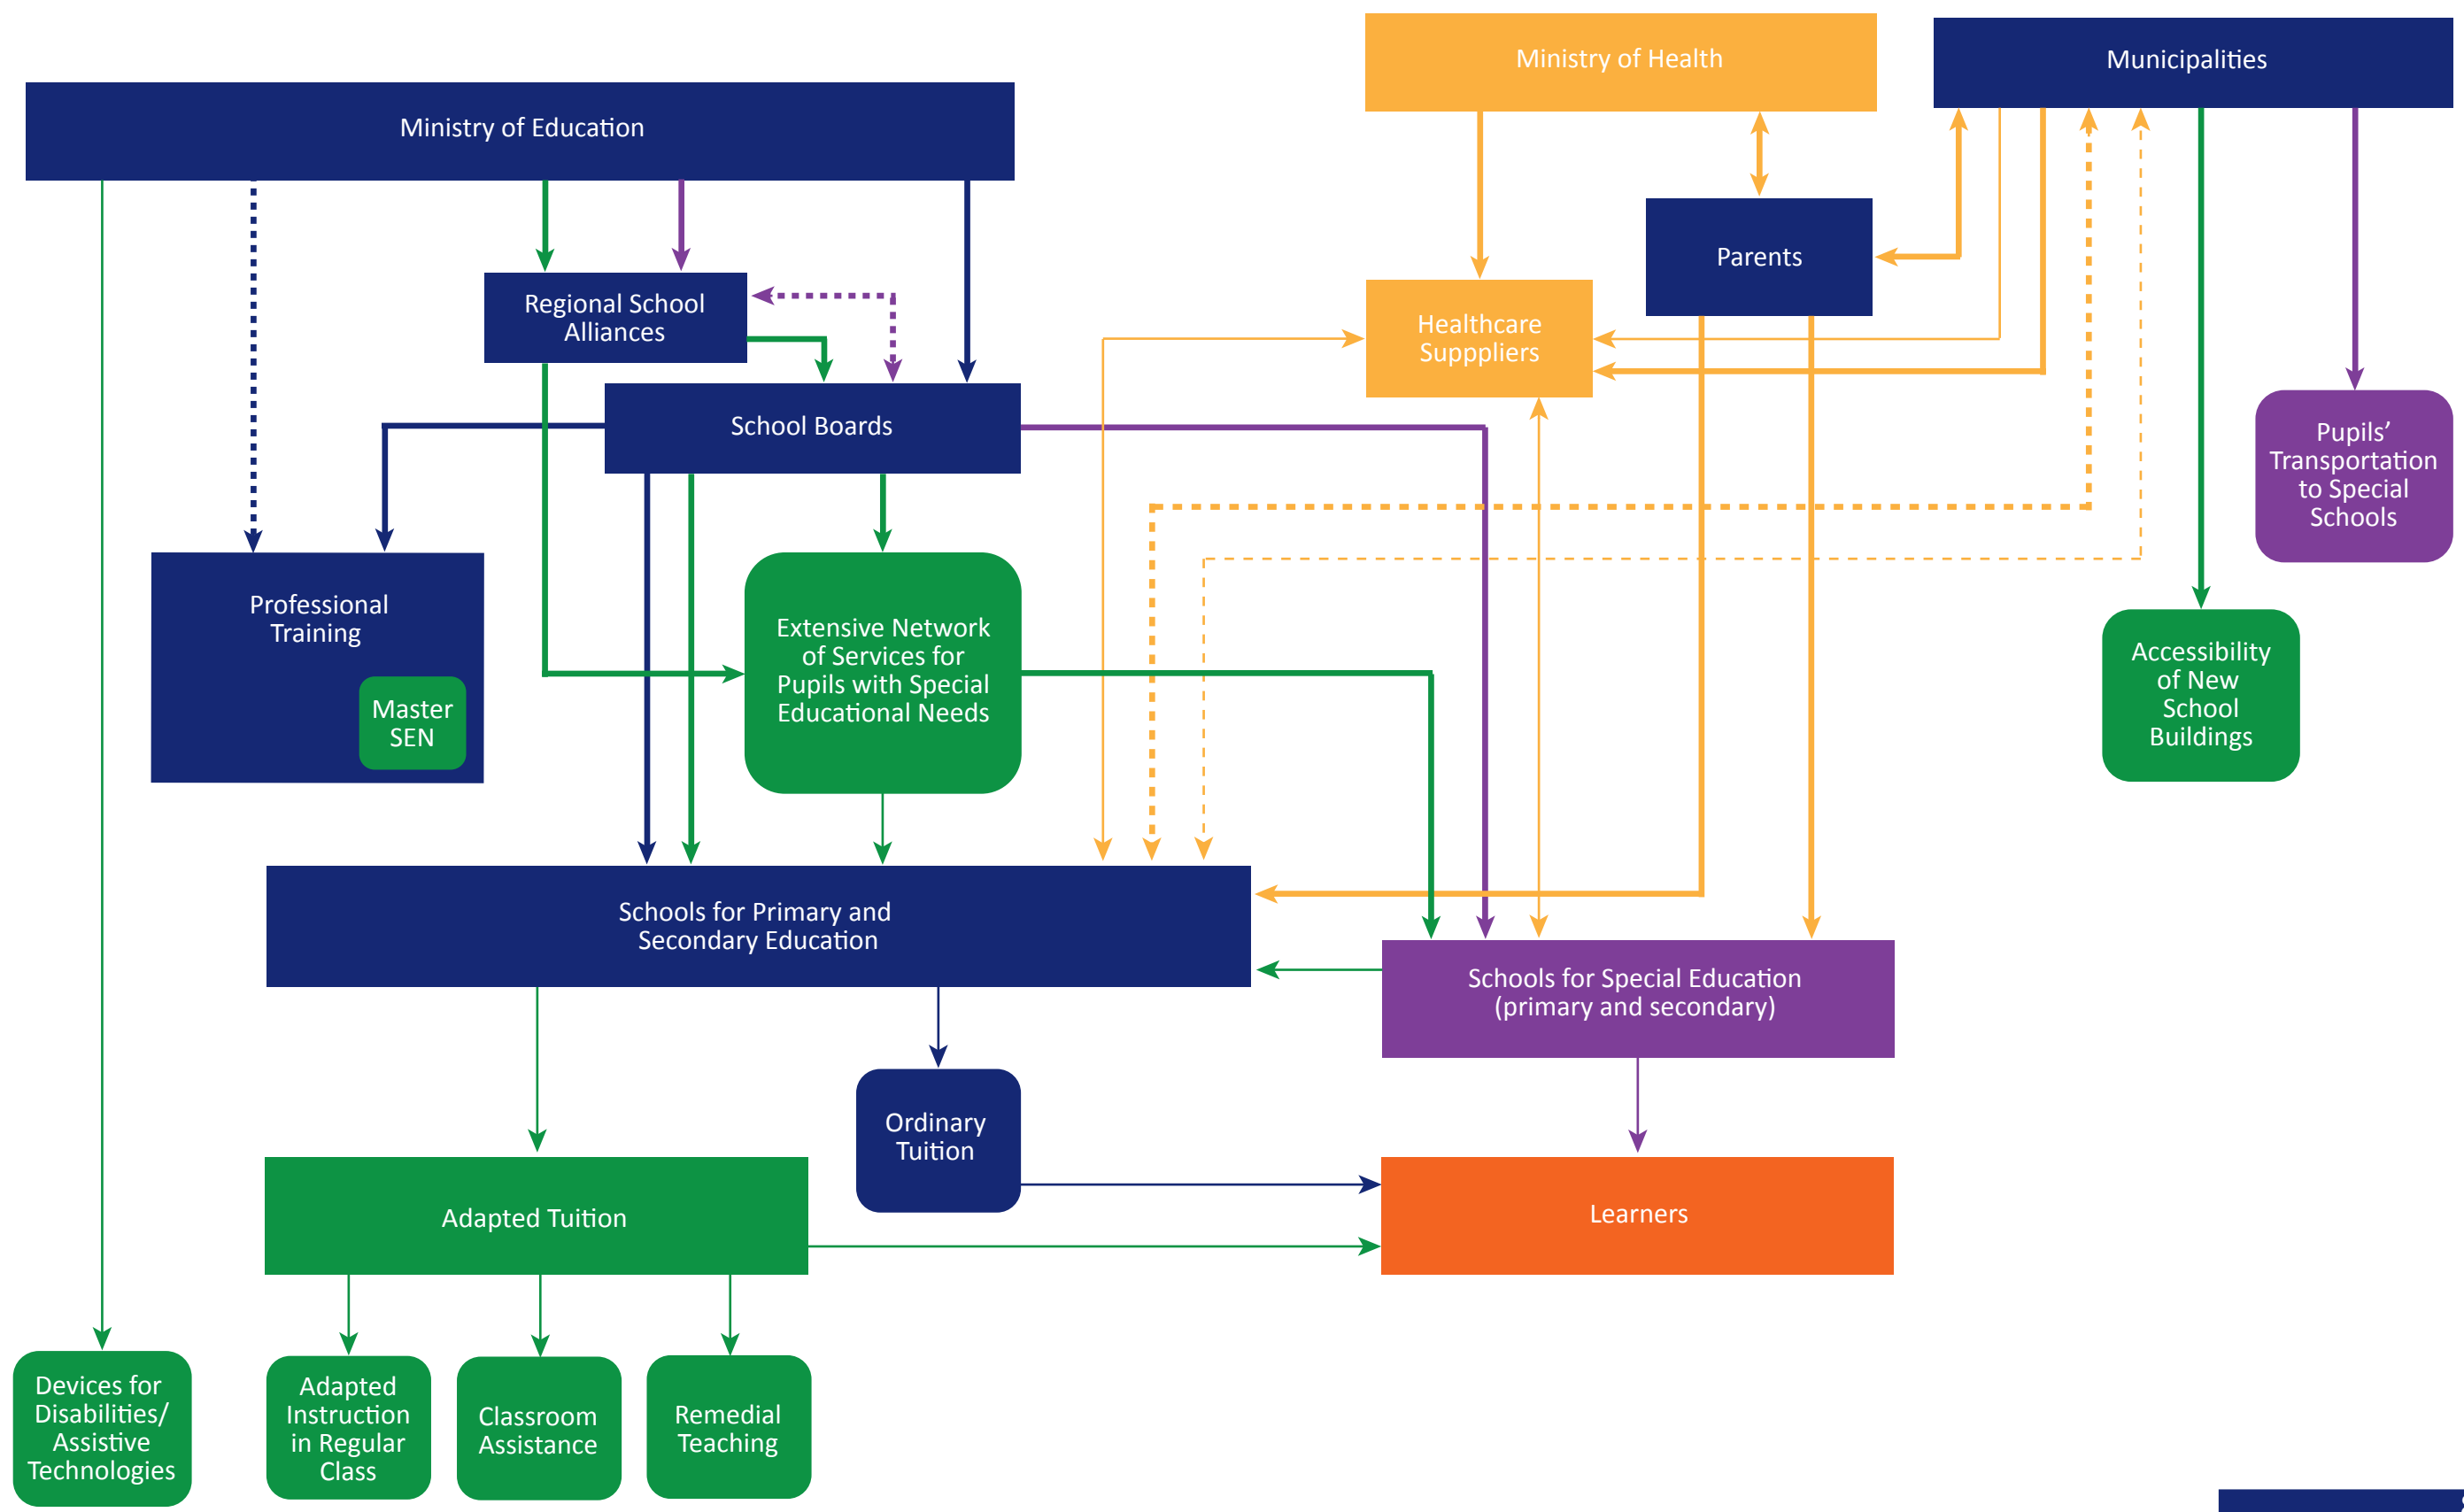 Ministry of Health
Municipalities
Ministry of Education
Parents
Regional School
Alliances
Healthcare
Supppliers
School Boards
Pupils’
Transportation
to Special
Schools
Professional
Training
Master
SEN
Extensive Network
of Services for
Pupils with Special
Educational Needs
Accessibility
of New
School
Buildings
Schools for Primary and
Secondary Education
Schools for Special Education
(primary and secondary)
Ordinary
Tuition
Adapted Tuition
Learners
Devices for
Disabilities/
Assistive
Technologies
Adapted
Instruction
in Regular
Class
Classroom
Assistance
Remedial
Teaching